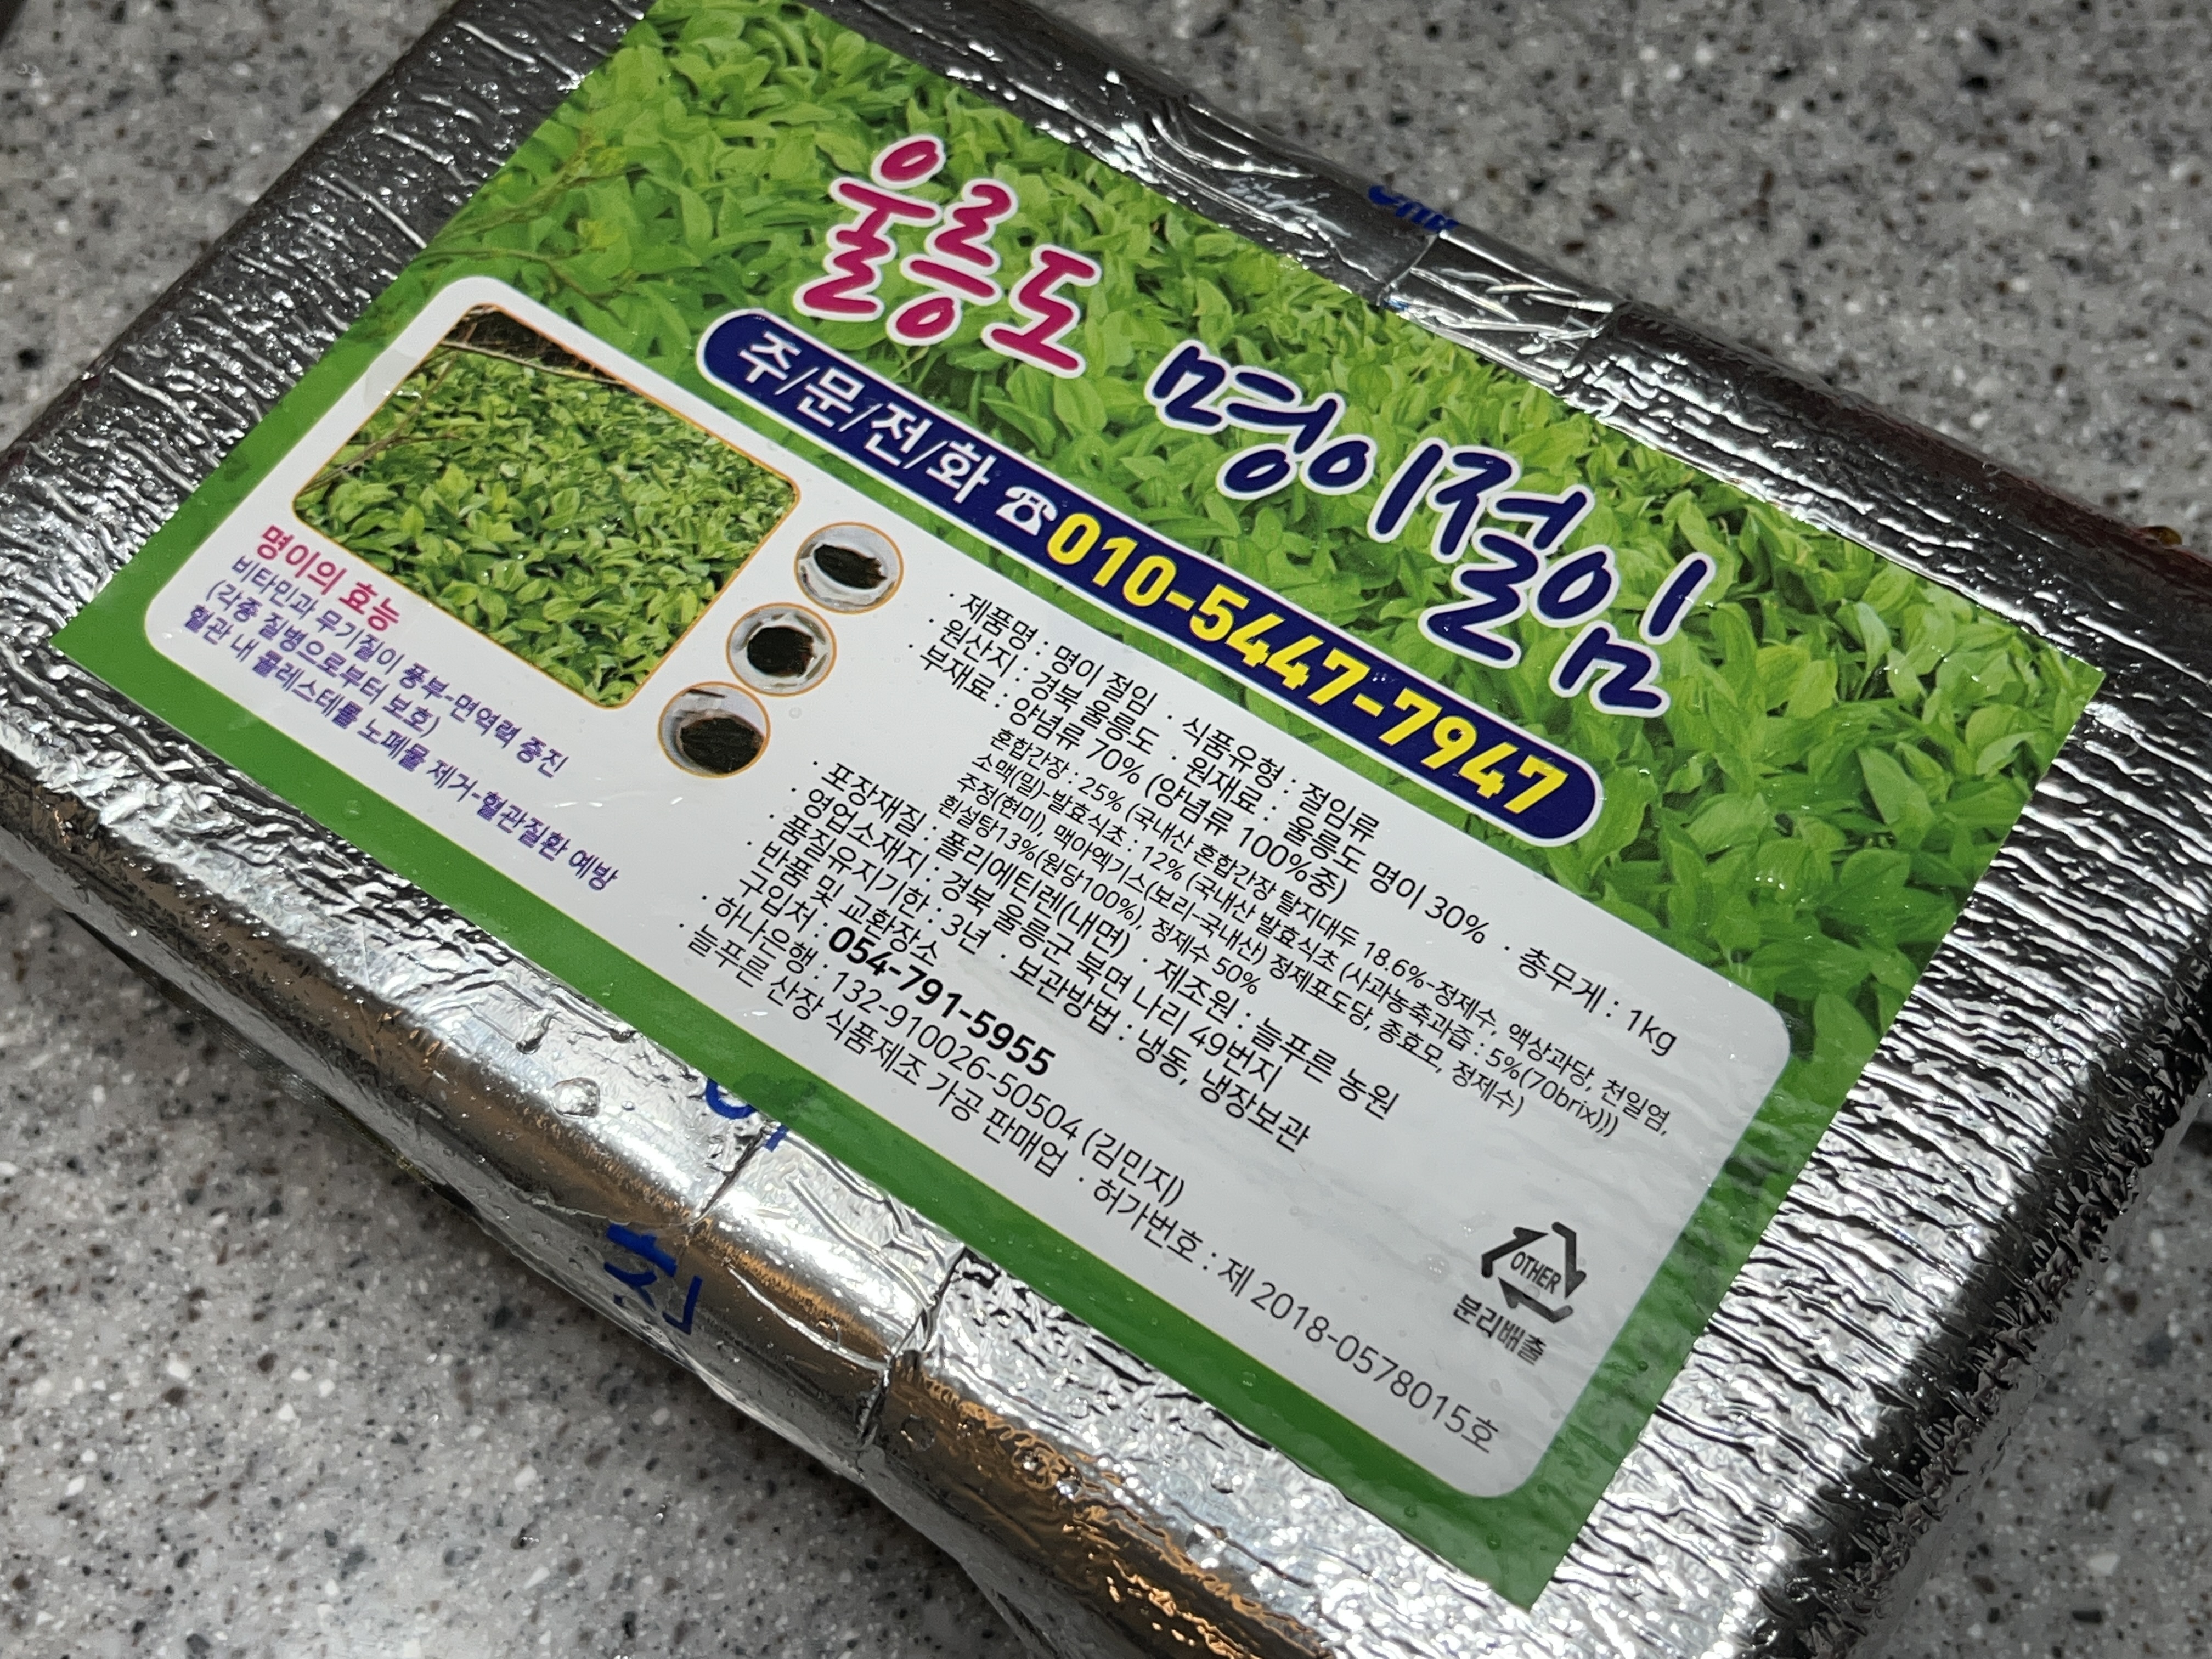 울릉도 명이절임
주/문/전/화 ☎010-5447-7947
명이의 효능
비타민과 무기질이 풍부-면역력 증진
(각종 질병으로부터 보호)
혈관 내 콜레스테롤 노폐물 제거-혈관질환 예방
· 제품명 : 명이 절임 · 식품유형 : 절임류
· 원산지 : 경북 울릉도 · 원재료 : 울릉도 명이 30% · 총무게 : 1kg
· 부재료 : 양념류 70% (양념류 100%중)
혼합간장 : 25% (국내산 혼합간장 탈지대두 18.6%-정제수, 액상과당, 천일염,
소맥(밀)-발효식초 : 12% (국내산 발효식초 (사과농축과즙 : 5%(70brix)))
주정(현미), 맥아엑기스(보리-국내산) 정제포도당, 종효모, 정제수)
흰설탕13%(원당100%), 정제수 50%
· 포장재질 : 폴리에틸렌(내면) · 제조원 : 늘푸른 농원
· 영업소재지 : 경북 울릉군 북면 나리 49번지
· 품질유지기한 : 3년 · 보관방법 : 냉동, 냉장보관
· 반품 및 교환장소
구입처 : 054-791-5955
· 하나은행 : 132-910026-50504 (김민지)
· 늘푸른 산장 식품제조 가공 판매업 · 허가번호 : 제 2018-0578015호
OTHER
분리배출